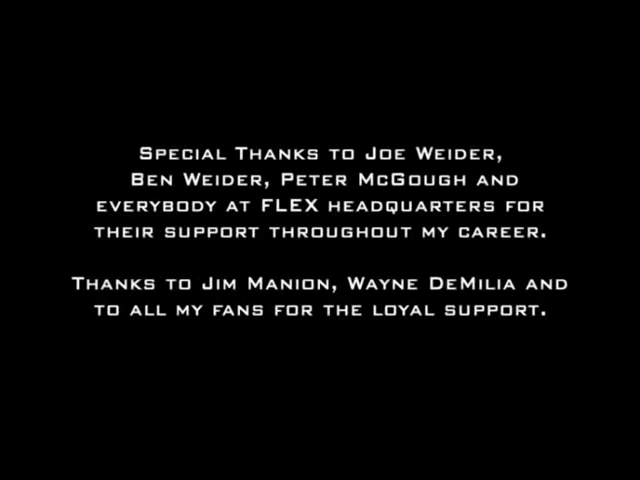 Special Thanks to Joe Weider,
Ben Weider, Peter McGough and
everybody at FLEX headquarters for
their support throughout my career.
Thanks to Jim Manion, Wayne DeMilia and
to all my fans for the loyal support.